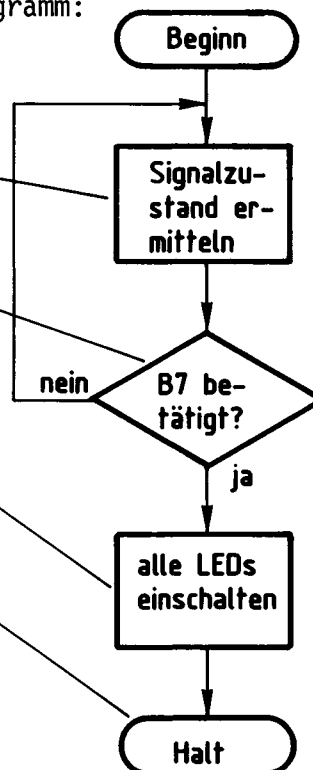 gramm:
Beginn
Signalzu-
stand er-
mitteln
nein
B7 be-
tätigt?
ja
alle LEDs
einschalten
Halt